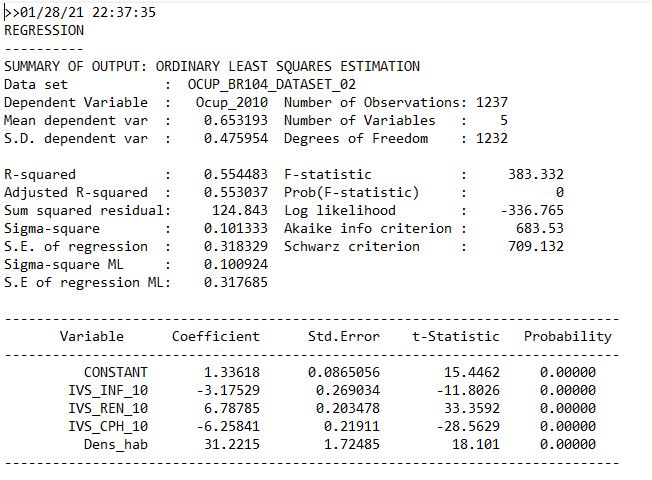 >>01/28/21 22:37:35
REGRESSION
----------
SUMMARY OF OUTPUT: ORDINARY LEAST SQUARES ESTIMATION
Data set            :  OCUP_BR104_DATASET_02
Dependent Variable  :   Ocup_2010  Number of Observations: 1237
Mean dependent var  :    0.653193  Number of Variables   :    5
S.D. dependent var  :    0.475954  Degrees of Freedom    : 1232

R-squared           :    0.554483  F-statistic           :     383.332
Adjusted R-squared  :    0.553037  Prob(F-statistic)     :           0
Sum squared residual:     124.843  Log likelihood        :    -336.765
Sigma-square        :    0.101333  Akaike info criterion :      683.53
S.E. of regression  :    0.318329  Schwarz criterion     :     709.132
Sigma-square ML     :    0.100924
S.E of regression ML:    0.317685

-----------------------------------------------------------------------------
       Variable      Coefficient      Std.Error    t-Statistic   Probability
-----------------------------------------------------------------------------
          CONSTANT       1.33618      0.0865056        15.4462     0.00000
        IVS_INF_10      -3.17529       0.269034       -11.8026     0.00000
        IVS_REN_10       6.78785       0.203478        33.3592     0.00000
        IVS_CPH_10      -6.25841        0.21911       -28.5629     0.00000
          Dens_hab       31.2215        1.72485         18.101     0.00000
-----------------------------------------------------------------------------